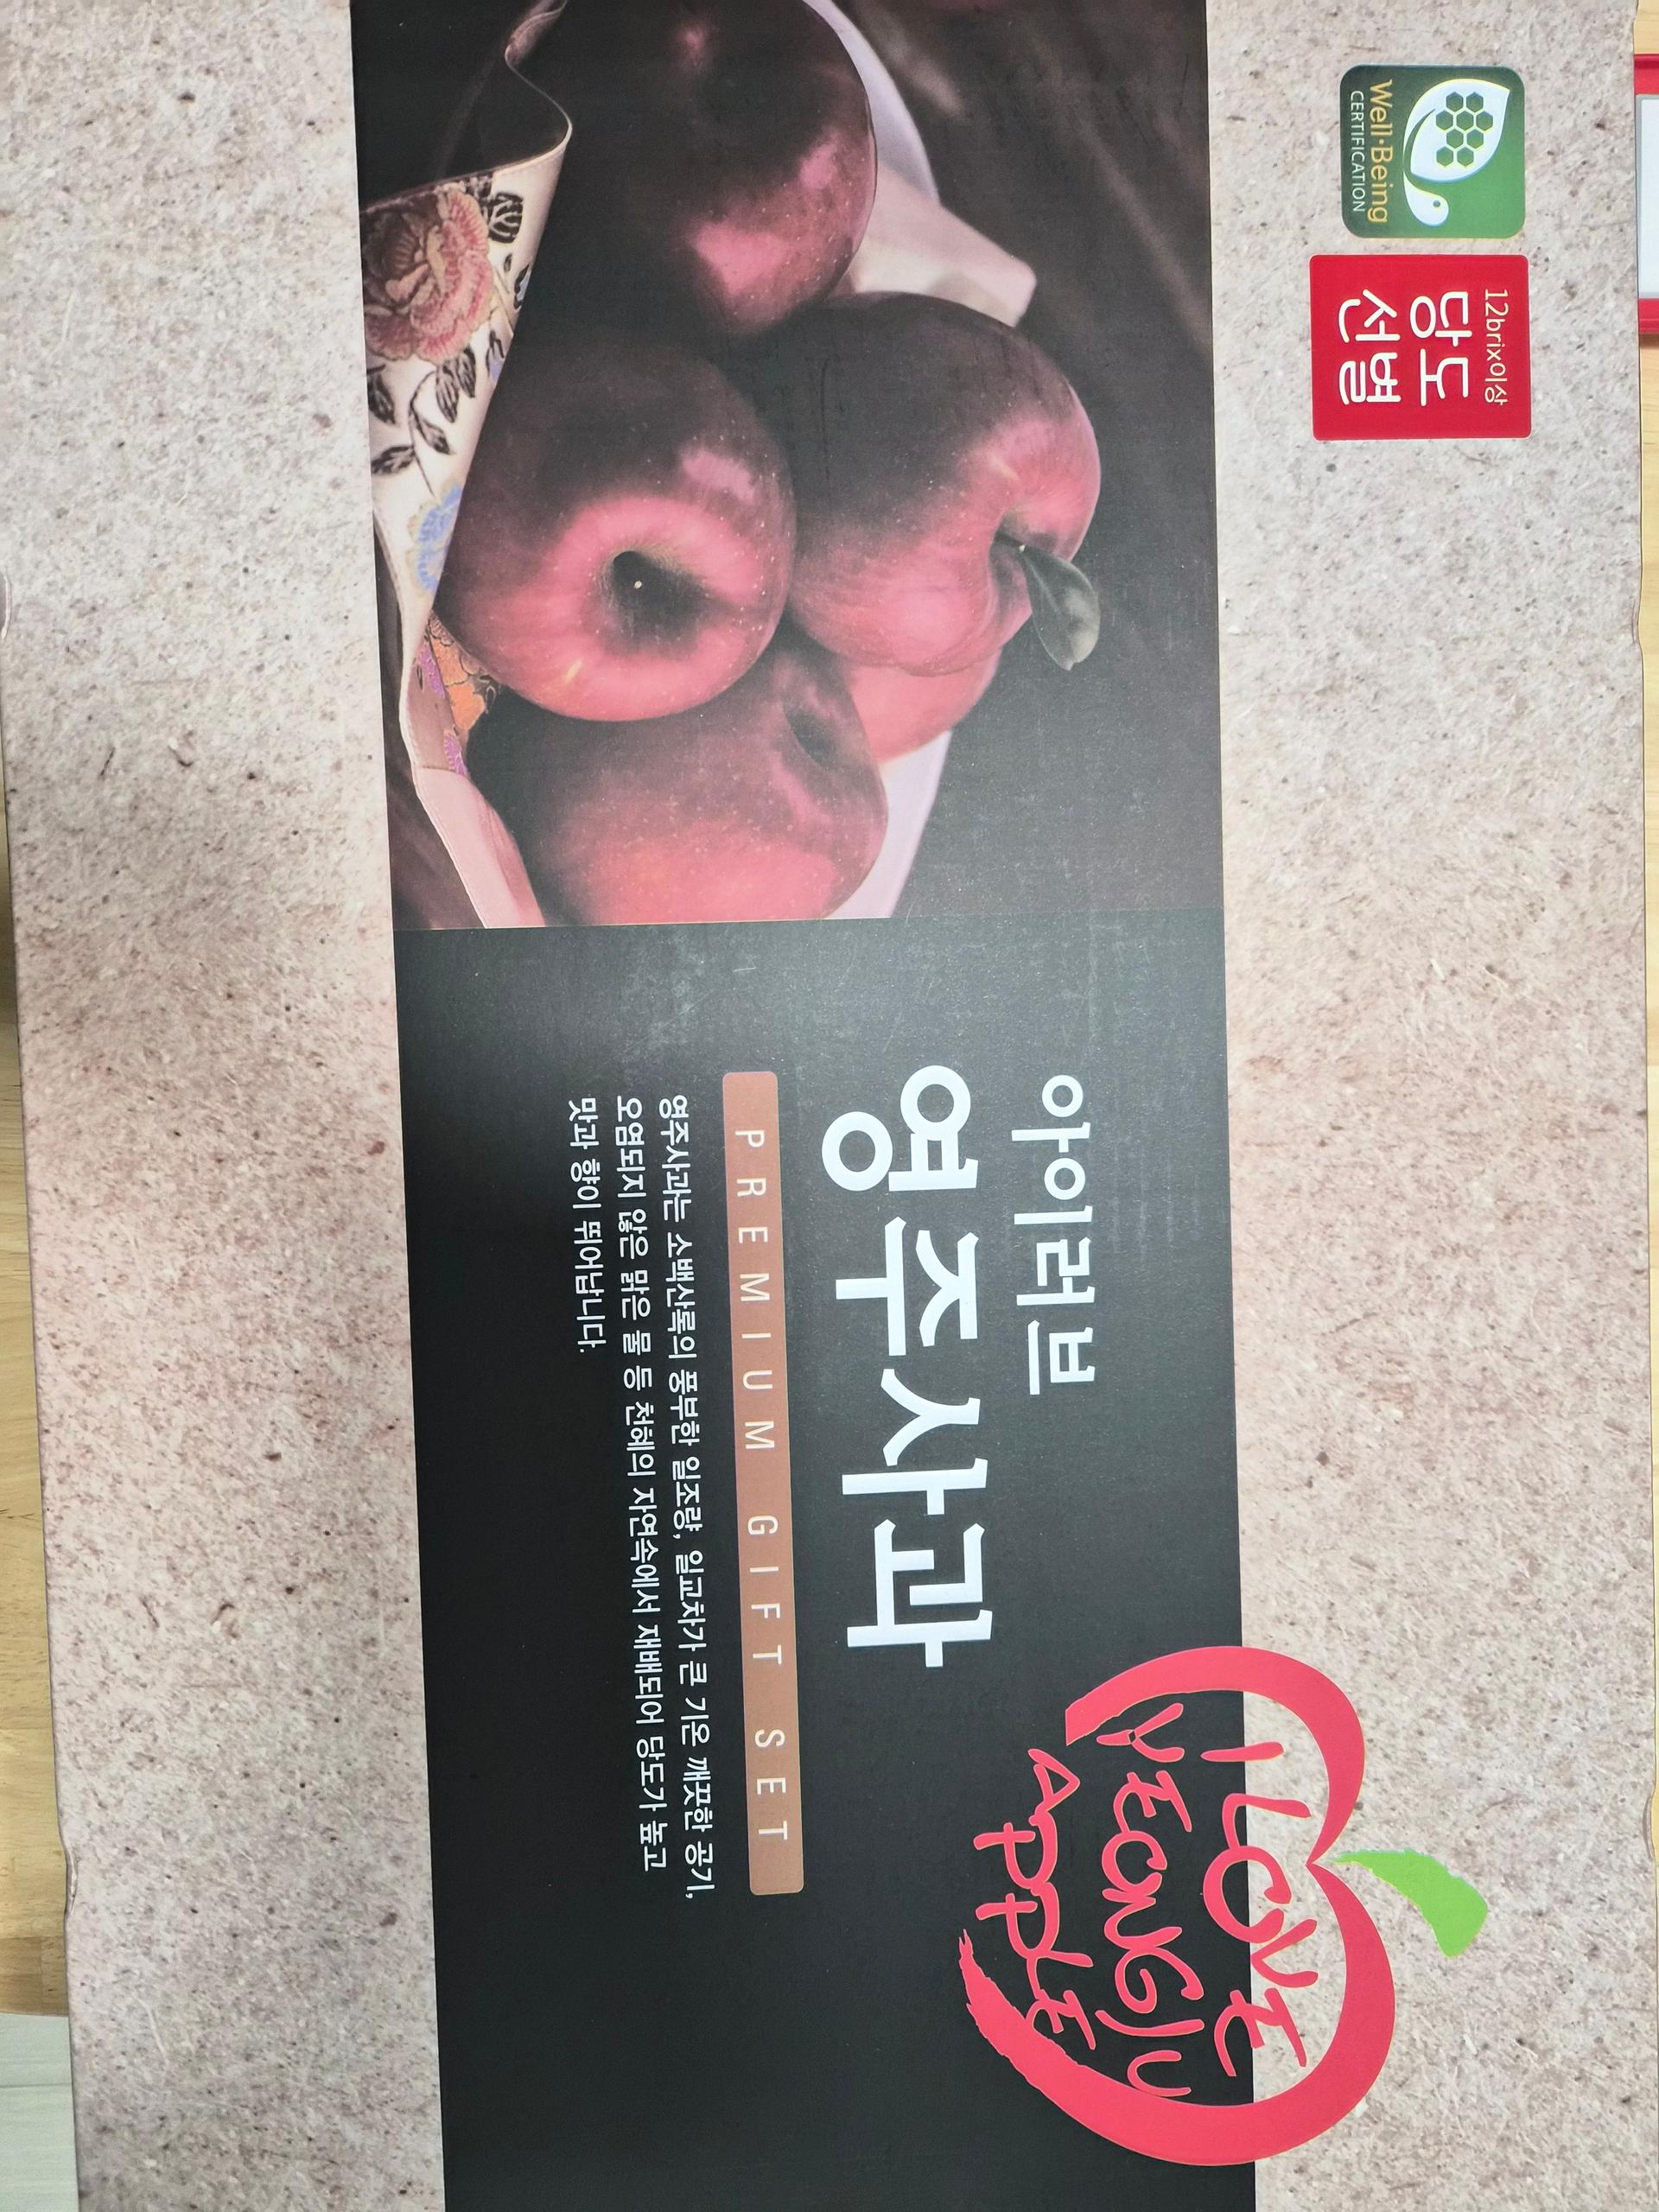 Well·Being
CERTIFICATION
12brix이상
당도
선별
아이러브
영주사과
PREMIUM GIFT SET
영주사과는 소백산록의 풍부한 일조량, 일교차가 큰 기온 깨끗한 공기,
오염되지 않은 맑은 물 등 천혜의 자연속에서 재배되어 당도가 높고
맛과 향이 뛰어납니다.
I LOVE
YEONGJU
APPLE